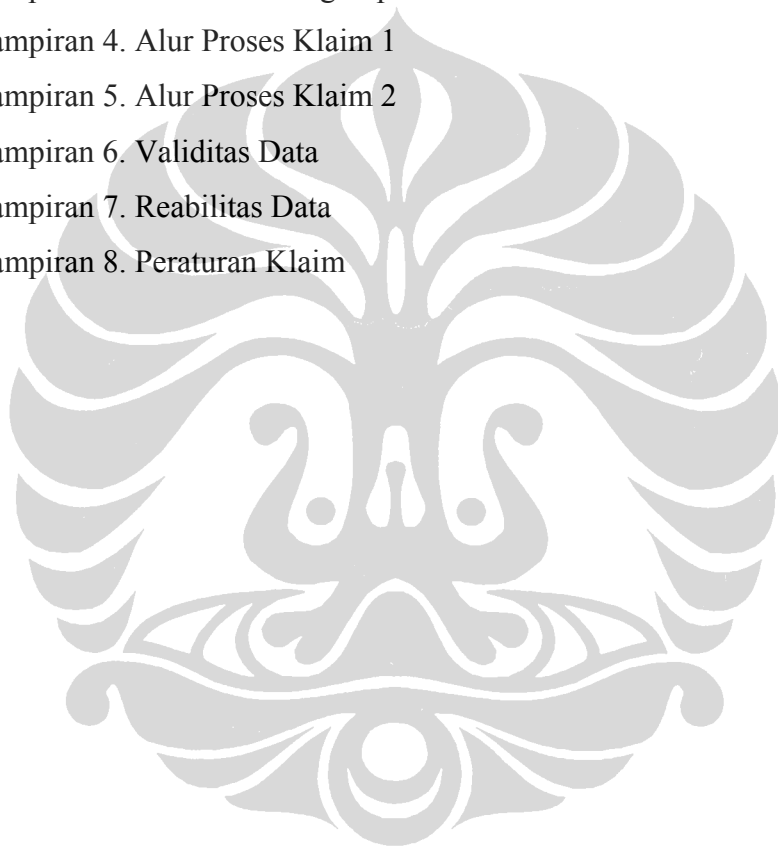 ampiran 4. Alur Proses Klaim 1
ampiran 5. Alur Proses Klaim 2
ampiran 6. Validitas Data
ampiran 7. Reabilitas Data
ampiran 8. Peraturan Klaim